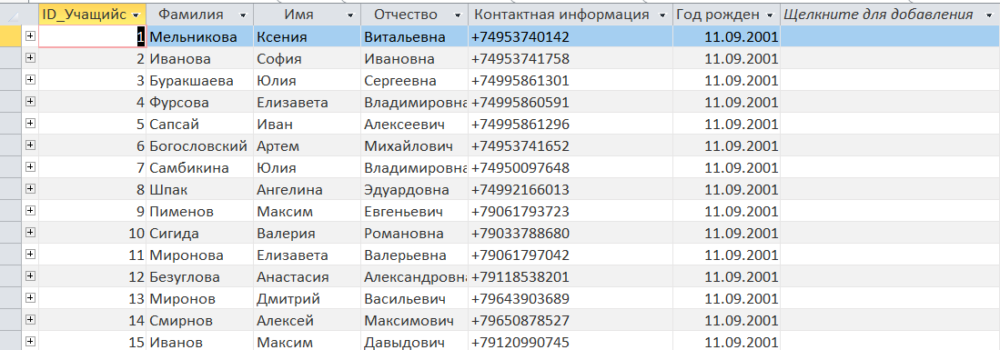 ID_Учащийс Фамилия Имя Отчество Контактная информация Год рожден Щелкните для добавления
1 Мельникова Ксения Витальевна +74953740142 11.09.2001
2 Иванова София Ивановна +74953741758 11.09.2001
3 Буракшаева Юлия Сергеевна +74995861301 11.09.2001
4 Фурсова Елизавета Владимировна +74995860591 11.09.2001
5 Сапсай Иван Алексеевич +74995861296 11.09.2001
6 Богословский Артем Михайлович +74953741652 11.09.2001
7 Самбикина Юлия Владимировна +74950097648 11.09.2001
8 Шпак Ангелина Эдуардовна +74992166013 11.09.2001
9 Пименов Максим Евгеньевич +79061793723 11.09.2001
10 Сигида Валерия Романовна +79033788680 11.09.2001
11 Миронова Елизавета Валерьевна +79061797042 11.09.2001
12 Безуглова Анастасия Александровна +79118538201 11.09.2001
13 Миронов Дмитрий Васильевич +79643903689 11.09.2001
14 Смирнов Алексей Максимович +79650878527 11.09.2001
15 Иванов Максим Давыдович +79120990745 11.09.2001